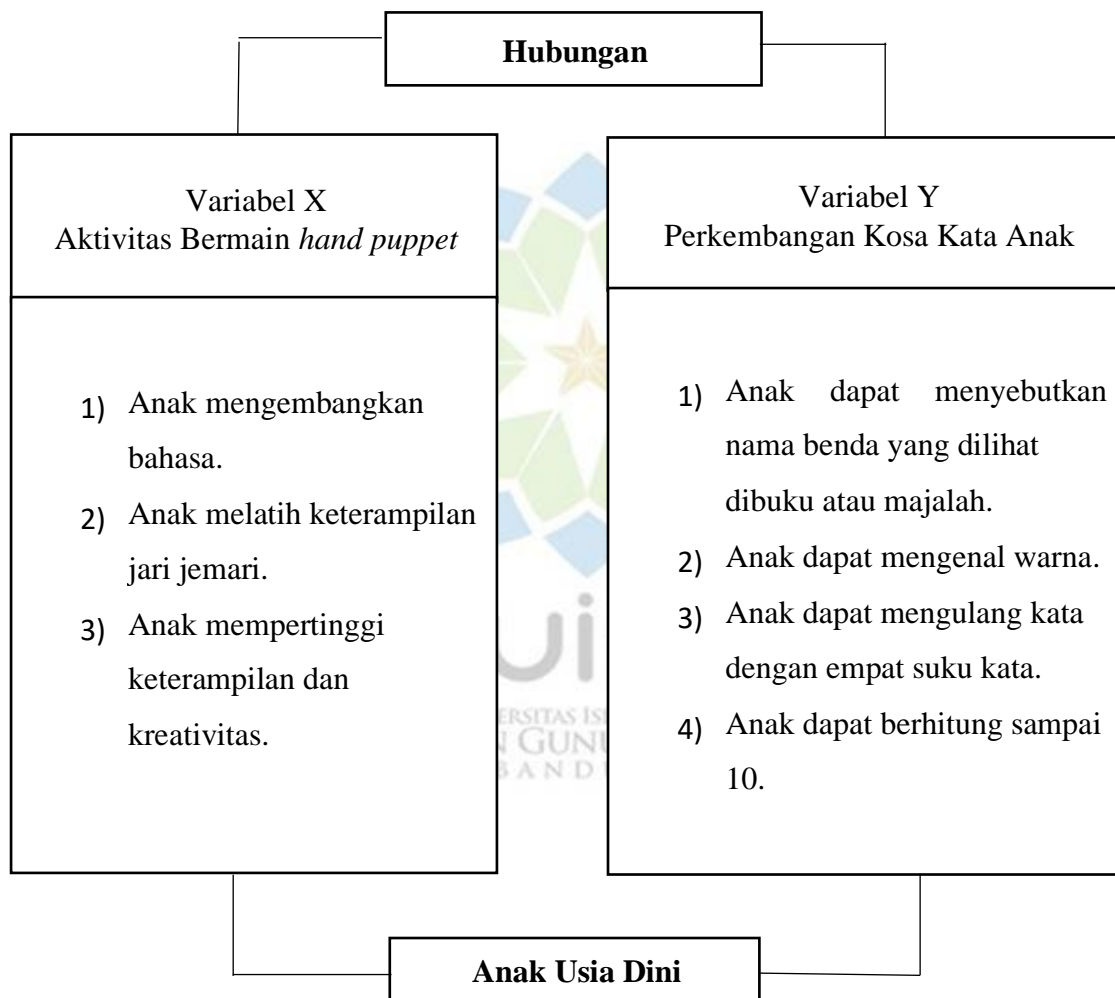 Hubungan
Variabel X
Aktivitas Bermain hand puppet
1) Anak mengembangkan
bahasa.
2) Anak melatih keterampilan
jari jemari.
3) Anak mempertinggi
keterampilan dan
kreativitas.
Variabel Y
Perkembangan Kosa Kata Anak
1) Anak dapat menyebutkan
nama benda yang dilihat
dibuku atau majalah.
2) Anak dapat mengenal warna.
3) Anak dapat mengulang kata
dengan empat suku kata.
4) Anak dapat berhitung sampai
10.
Anak Usia Dini